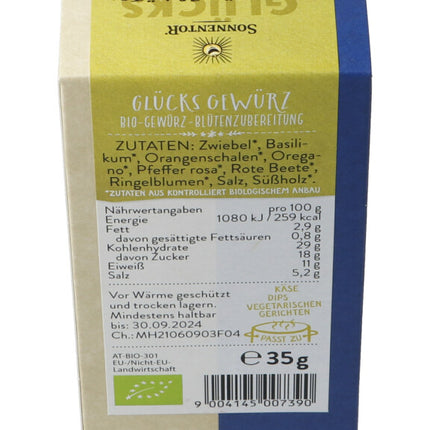 GLÜCKS
SONNENTOR®
GLÜCKS GEWÜRZ
BIO-GEWÜRZ-BLÜTENZUBEREITUNG
ZUTATEN: Zwiebel*, Basili-
kum*, Orangenschalen*, Orega-
no*, Pfeffer rosa*, Rote Beete*,
Ringelblumen*, Salz, Süßholz*.
*ZUTATEN AUS KONTROLLIERT BIOLOGISCHEM ANBAU
Nährwertangaben pro 100 g
Energie 1080 kJ / 259 kcal
Fett 2,9 g
davon gesättigte Fettsäuren 0,8 g
Kohlenhydrate 29 g
davon Zucker 18 g
Eiweiß 11 g
Salz 5,2 g
Vor Wärme geschützt
und trocken lagern.
Mindestens haltbar
bis: 30.09.2024
Ch.: MH21060903F04
KÄSE
DIPS
VEGETARISCHEN
GERICHTEN
PASST ZU
AT-BIO-301
EU-/Nicht-EU-
Landwirtschaft
℮ 35g
9 004145 007390